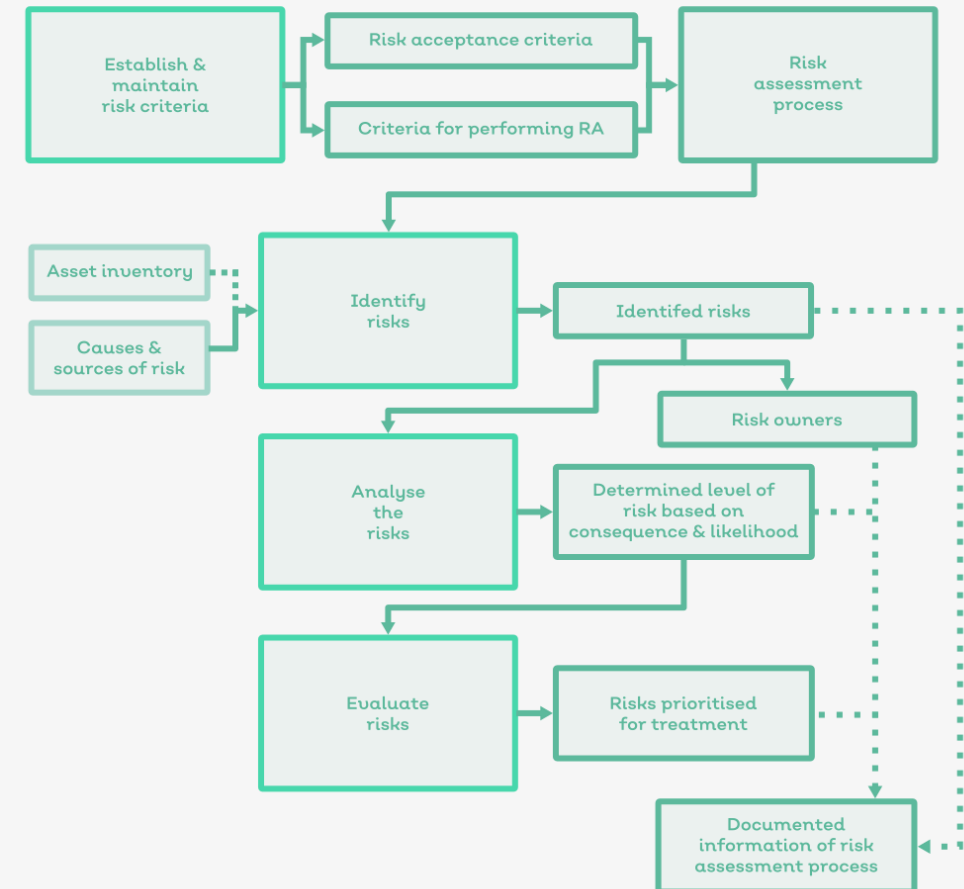 Establish &
maintain
risk criteria
Risk acceptance criteria
Criteria for performing RA
Risk
assessment
process
Asset inventory
Causes &
sources of risk
Identify
risks
Identifed risks
Risk owners
Analyse
the
risks
Determined level of
risk based on
consequence & likelihood
Evaluate
risks
Risks prioritised
for treatment
Documented
information of risk
assessment process